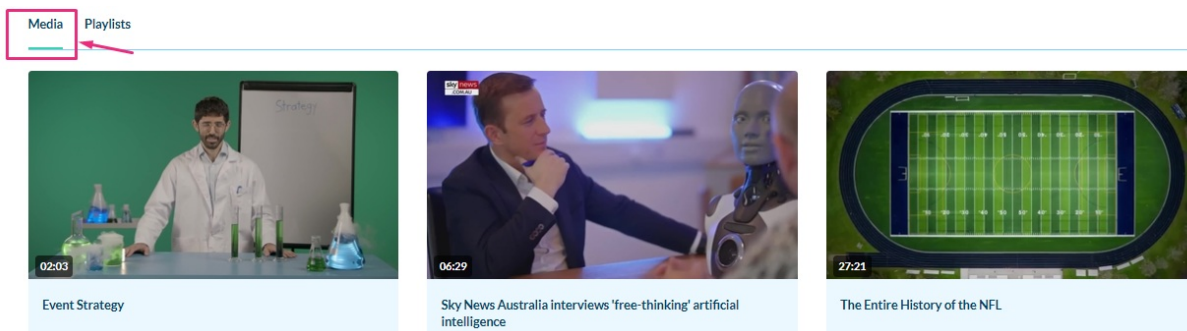 Media Playlists
Strategy
sky news
.COM.AU
02:03
06:29
27:21
Event Strategy
Sky News Australia interviews 'free-thinking' artificial
intelligence
The Entire History of the NFL